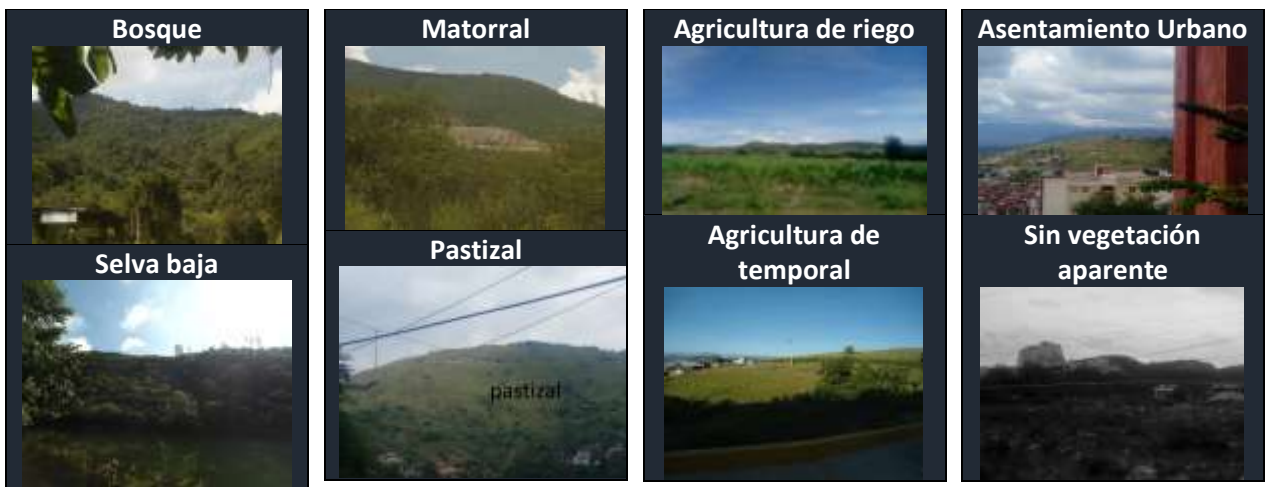 Bosque
Matorral
Agricultura de riego
Asentamiento Urbano
Selva baja
Pastizal
pastizal
Agricultura de
temporal
Sin vegetación
aparente